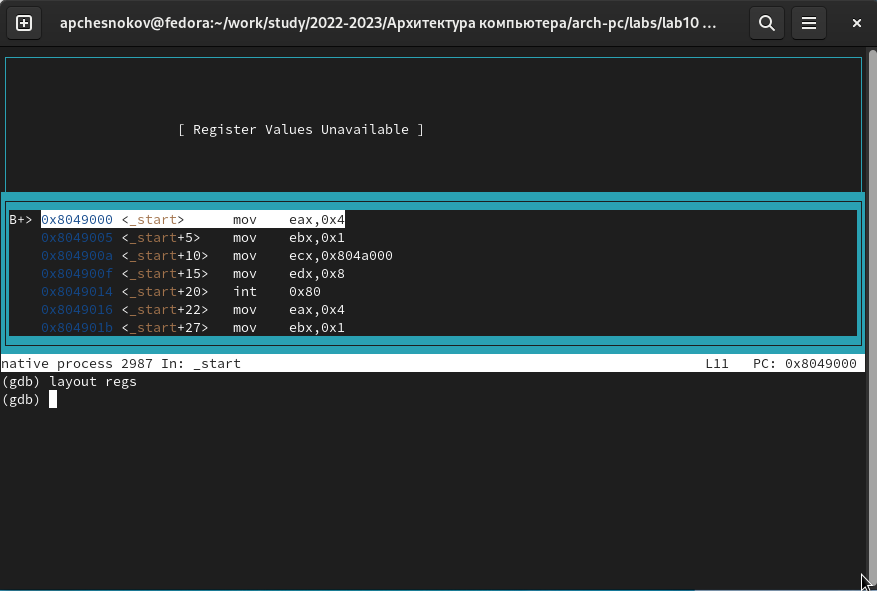 apchesnokov@fedora:~/work/study/2022-2023/Архитектура компьютера/arch-pc/labs/lab10 ...
[ Register Values Unavailable ]
B+> 0x8049000 <_start> mov eax,0x4
0x8049005 <_start+5> mov ebx,0x1
0x804900a <_start+10> mov ecx,0x804a000
0x804900f <_start+15> mov edx,0x8
0x8049014 <_start+20> int 0x80
0x8049016 <_start+22> mov eax,0x4
0x804901b <_start+27> mov ebx,0x1
native process 2987 In: _start L11 PC: 0x8049000
(gdb) layout regs
(gdb)